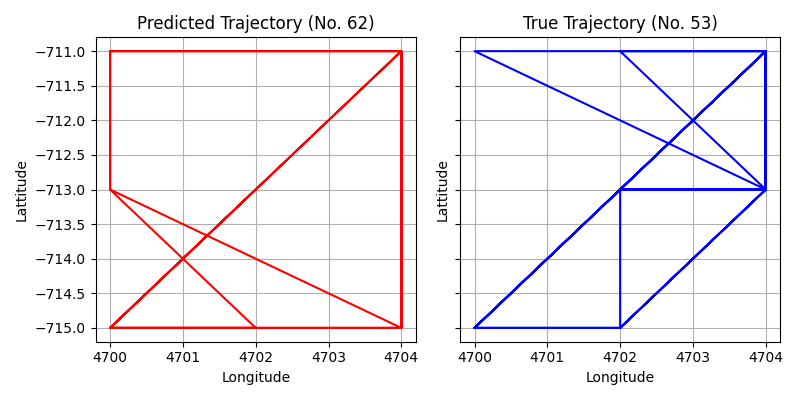 Predicted Trajectory (No. 62)
True Trajectory (No. 53)
−711.0
−711.5
−712.0
−712.5
−713.0
−713.5
−714.0
−714.5
−715.0
Lattitude
Lattitude
4700 4701 4702 4703 4704
4700 4701 4702 4703 4704
Longitude
Longitude